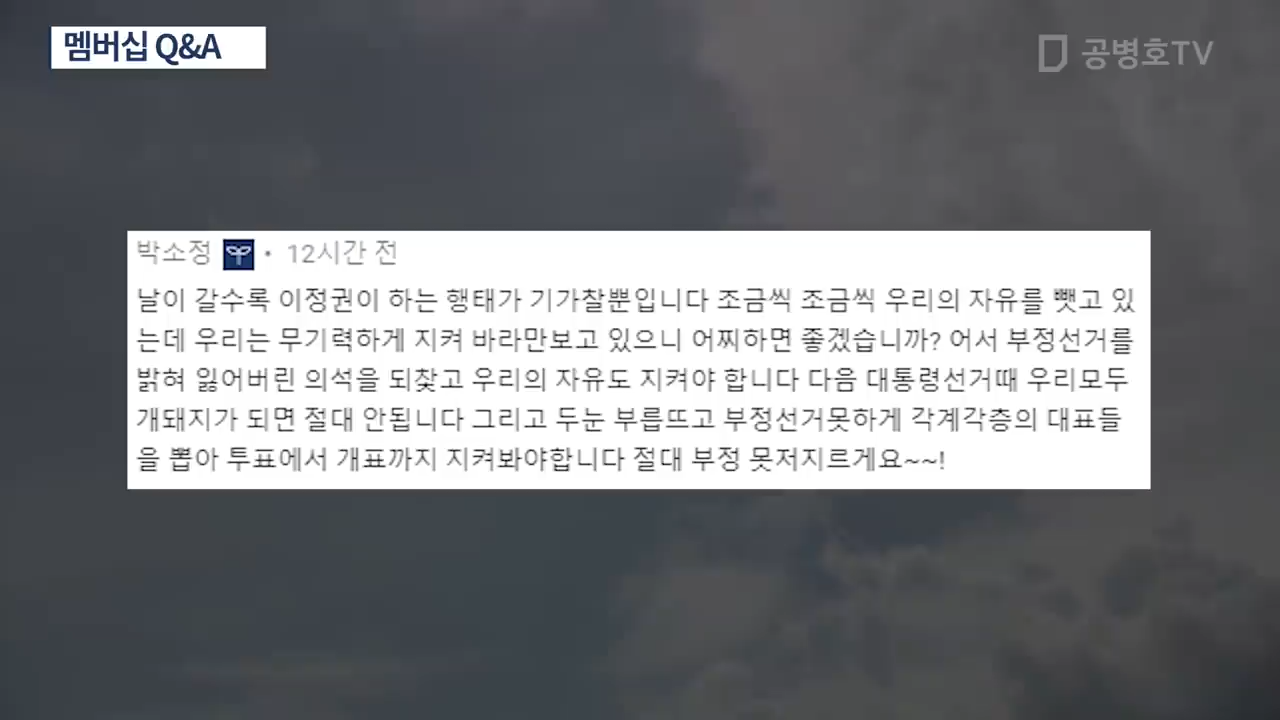 멤버십 Q&A
공병호TV
박소정 • 12시간 전
날이 갈수록 이정권이 하는 행태가 기가찰뿐입니다 조금씩 조금씩 우리의 자유를 뺏고 있
는데 우리는 무기력하게 지켜 바라만보고 있으니 어찌하면 좋겠습니까? 어서 부정선거를
밝혀 잃어버린 의석을 되찾고 우리의 자유도 지켜야 합니다 다음 대통령선거때 우리모두
개돼지가 되면 절대 안됩니다 그리고 두눈 부릅뜨고 부정선거못하게 각계각층의 대표들
을 뽑아 투표에서 개표까지 지켜봐야합니다 절대 부정 못저지르게요~~!